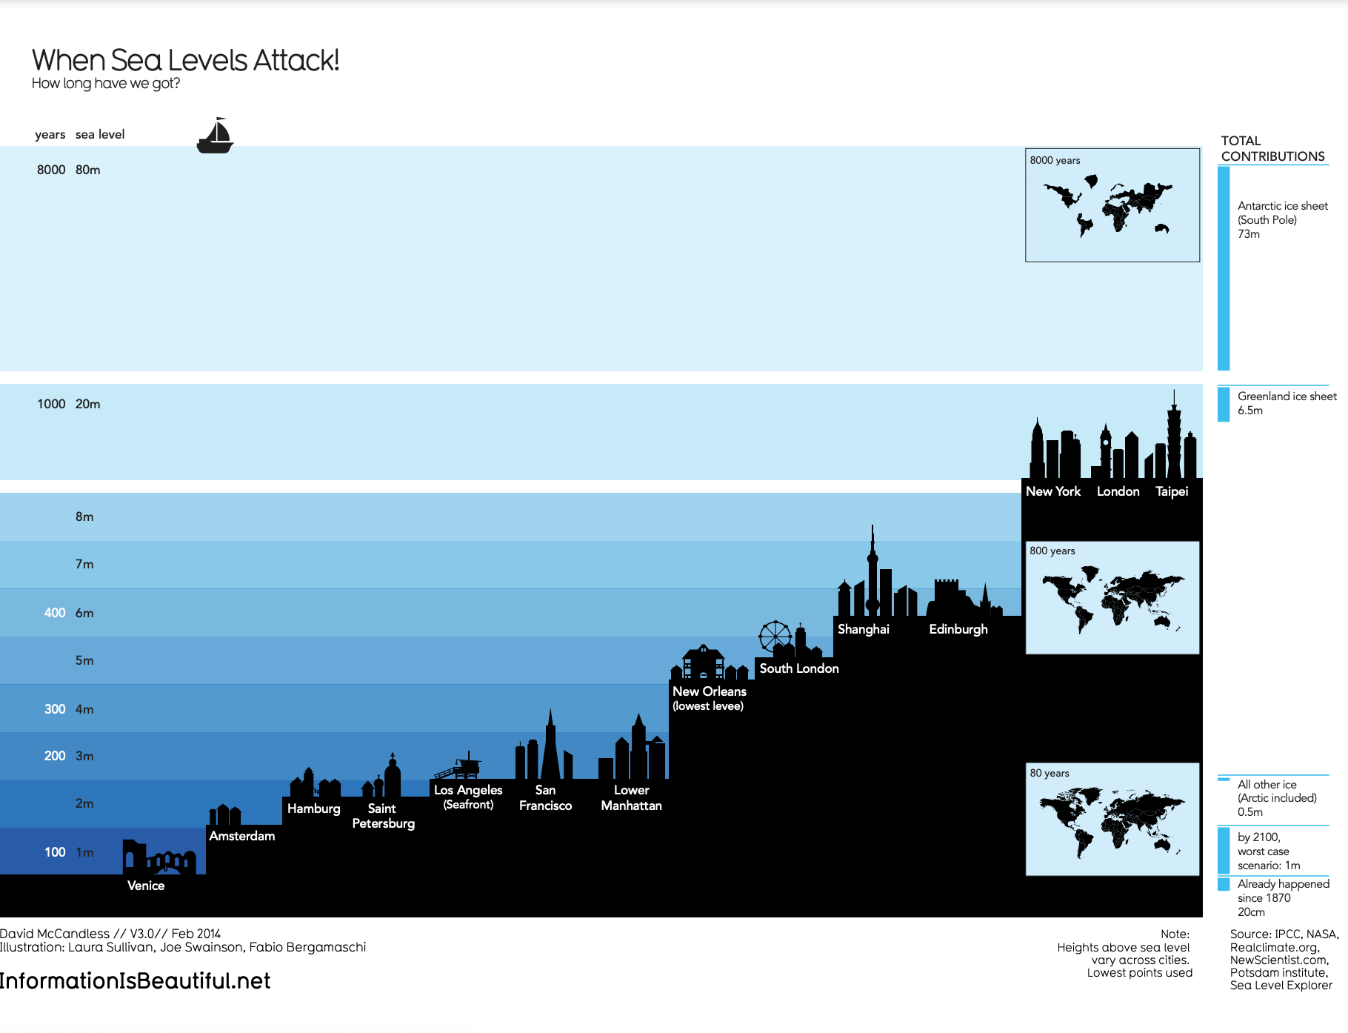 When Sea Levels Attack!
How long have we got?
years sea level
8000 80m
1000 20m
8m
7m
400 6m
5m
300 4m
200 3m
2m
100 1m
Venice
Amsterdam
Hamburg
Saint
Petersburg
Los Angeles
(Seafront)
San
Francisco
Lower
Manhattan
New Orleans
(lowest levee)
South London
Shanghai
Edinburgh
New York
London
Taipei
8000 years
800 years
80 years
TOTAL
CONTRIBUTIONS
Antarctic ice sheet
(South Pole)
73m
Greenland ice sheet
6.5m
All other ice
(Arctic included)
0.5m
by 2100,
worst case
scenario: 1m
Already happened
since 1870
20cm
David McCandless // V3.0// Feb 2014
Illustration: Laura Sullivan, Joe Swainson, Fabio Bergamaschi
InformationIsBeautiful.net
Note:
Heights above sea level
vary across cities.
Lowest points used
Source: IPCC, NASA,
Realclimate.org,
NewScientist.com,
Potsdam institute,
Sea Level Explorer